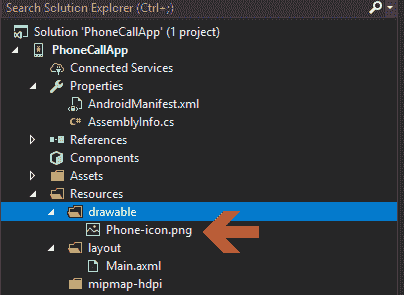 Search Solution Explorer (Ctrl+;)
Solution 'PhoneCallApp' (1 project)
PhoneCallApp
Connected Services
Properties
AndroidManifest.xml
C# AssemblyInfo.cs
References
Components
Assets
Resources
drawable
Phone-icon.png
layout
Main.axml
mipmap-hdpi